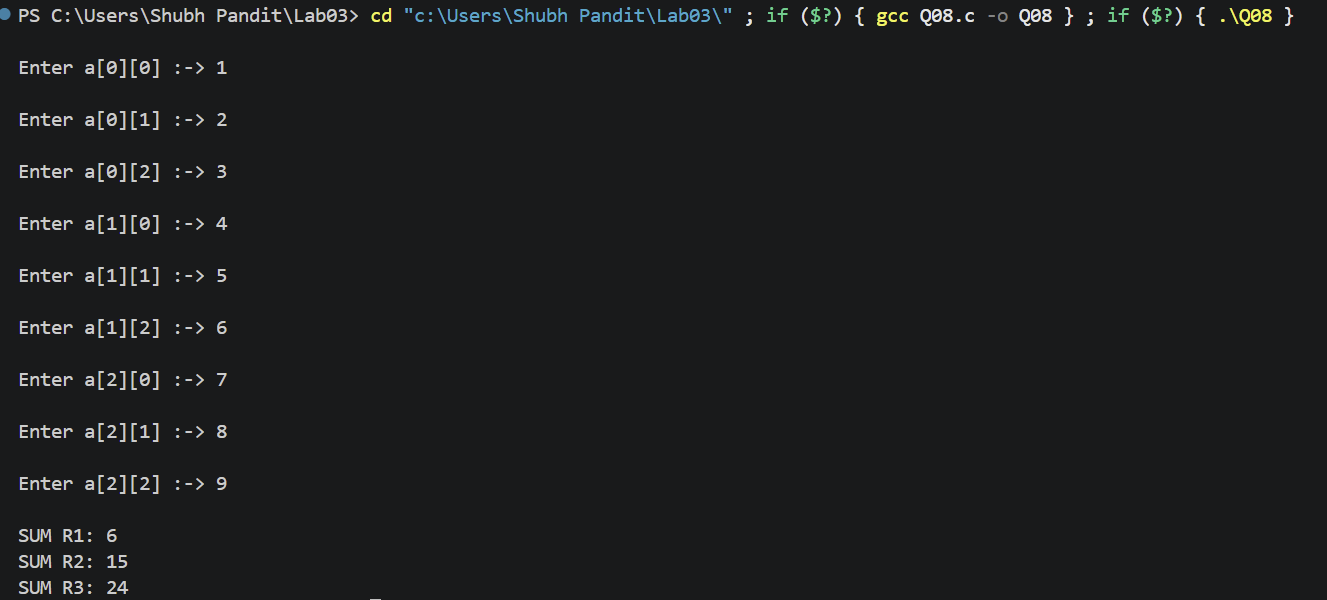 PS C:\Users\Shubh Pandit\Lab03> cd "c:\Users\Shubh Pandit\Lab03\" ; if ($?) { gcc Q08.c -o Q08 } ; if ($?) { .\Q08 }
Enter a[0][0] :-> 1
Enter a[0][1] :-> 2
Enter a[0][2] :-> 3
Enter a[1][0] :-> 4
Enter a[1][1] :-> 5
Enter a[1][2] :-> 6
Enter a[2][0] :-> 7
Enter a[2][1] :-> 8
Enter a[2][2] :-> 9
SUM R1: 6
SUM R2: 15
SUM R3: 24